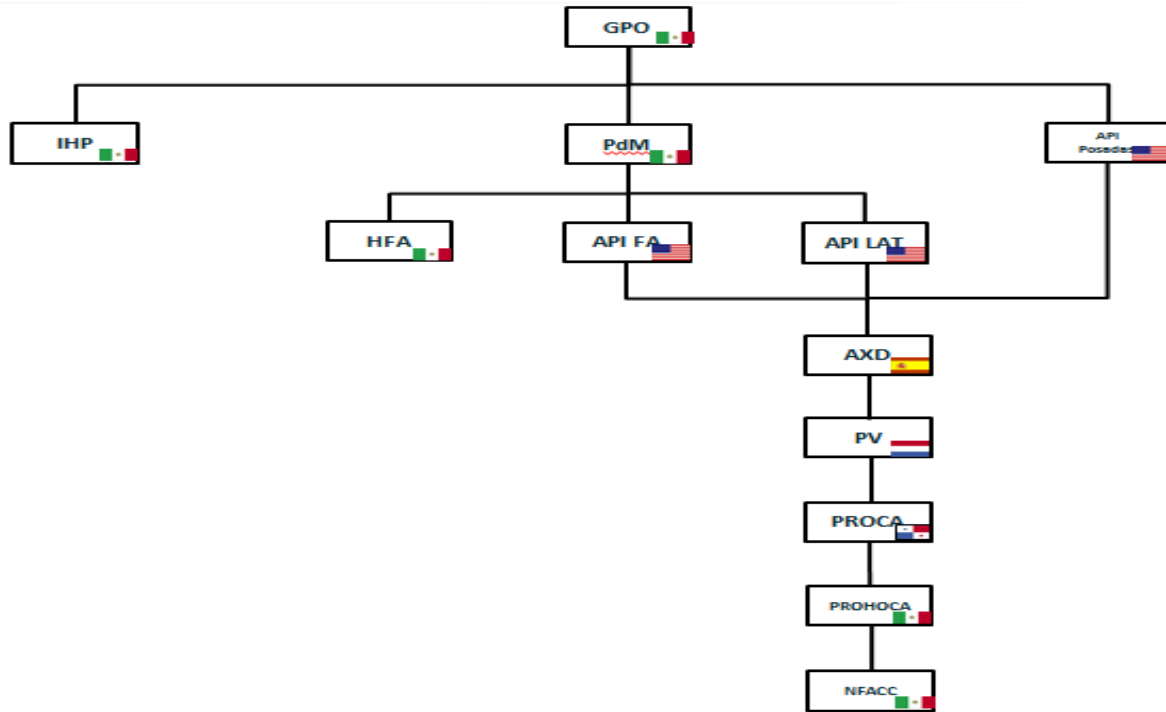 GPO
IHP
PdM
API
Posadas
HFA
API FA
API LAT
AXD
PV
PROCA
PROHOCA
NFACC